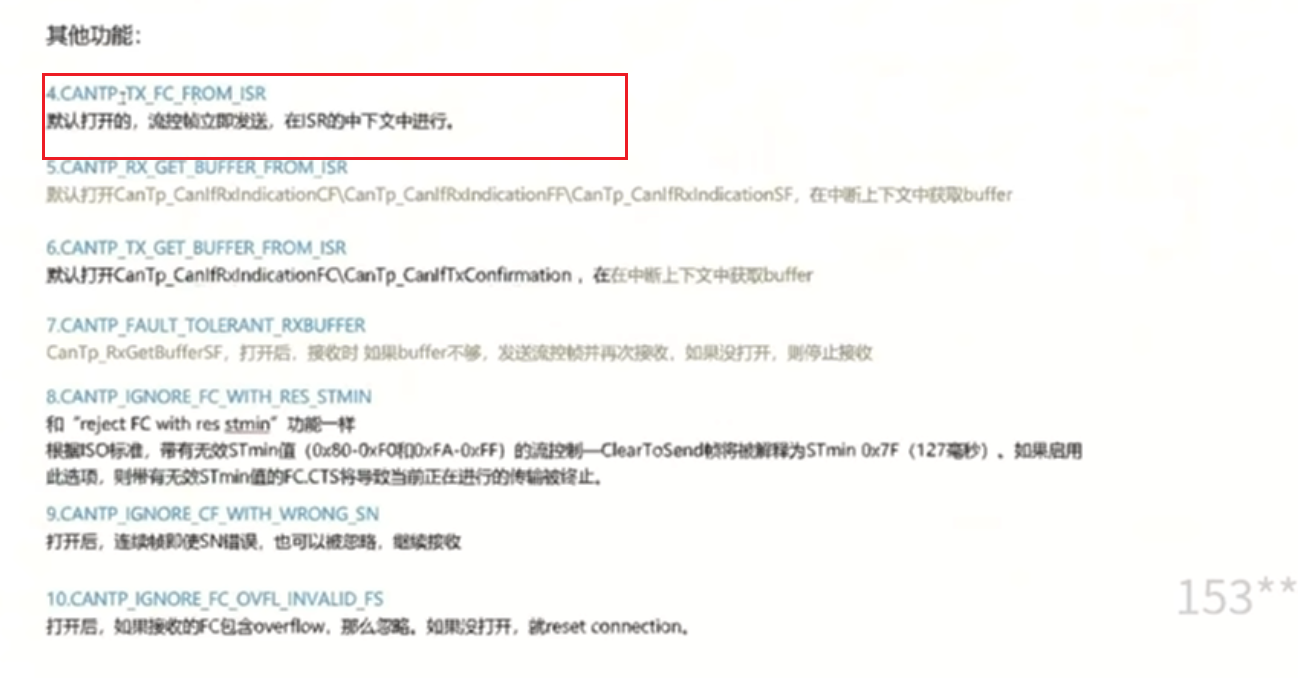 其他功能：
4.CANTP_TX_FC_FROM_ISR
默认打开的，流控帧立即发送，在ISR的中下文中进行。
5.CANTP_RX_GET_BUFFER_FROM_ISR
默认打开CanTp_CanIfRxIndicationCF\CanTp_CanIfRxIndicationFF\CanTp_CanIfRxIndicationSF，在中断上下文中获取buffer
6.CANTP_TX_GET_BUFFER_FROM_ISR
默认打开CanTp_CanIfRxIndicationFC\CanTp_CanIfTxConfirmation ，在在中断上下文中获取buffer
7.CANTP_FAULT_TOLERANT_RXBUFFER
CanTp_RxGetBufferSF，打开后，接收时 如果buffer不够，发送流控帧并再次接收，如果没打开，则停止接收
8.CANTP_IGNORE_FC_WITH_RES_STMIN
和“reject FC with res stmin”功能一样
根据ISO标准，带有无效STmin值（0x80-0xF0和0xFA-0xFF）的流控制—ClearToSend帧将被解释为STmin 0x7F（127毫秒）。如果启用
此选项，则带有无效STmin值的FC.CTS将导致当前正在进行的传输被终止。
9.CANTP_IGNORE_CF_WITH_WRONG_SN
打开后，连续帧即使SN错误，也可以被忽略，继续接收
10.CANTP_IGNORE_FC_OVFL_INVALID_FS
打开后，如果接收的FC包含overflow，那么忽略。如果没打开，就reset connection。
153**